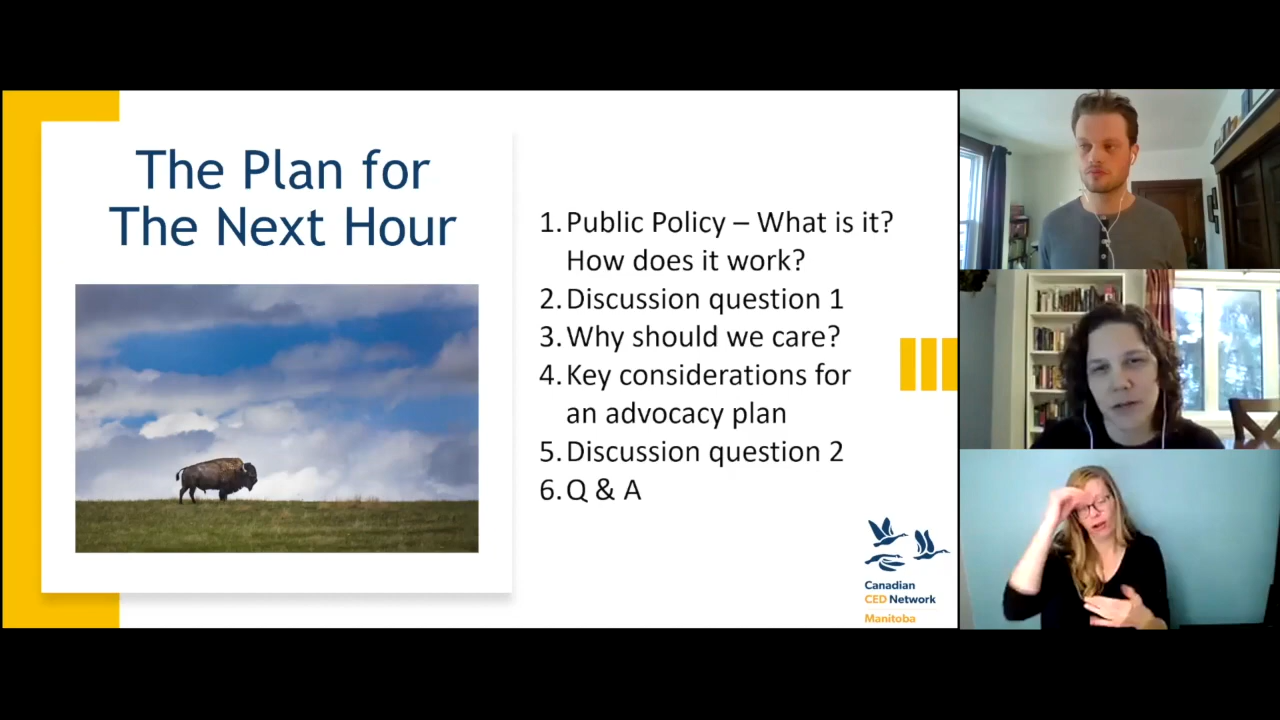 The Plan for
The Next Hour
1. Public Policy – What is it?
How does it work?
2. Discussion question 1
3. Why should we care?
4. Key considerations for
an advocacy plan
5. Discussion question 2
6. Q & A
Canadian
CED Network
Manitoba